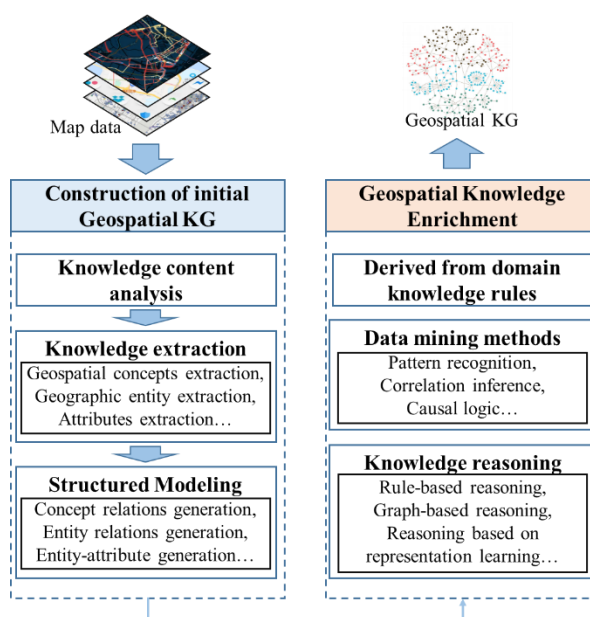 Map data
Construction of initial
Geospatial KG
Knowledge content
analysis
Knowledge extraction
Geospatial concepts extraction,
Geographic entity extraction,
Attributes extraction…
Structured Modeling
Concept relations generation,
Entity relations generation,
Entity-attribute generation…
Geospatial KG
Geospatial Knowledge
Enrichment
Derived from domain
knowledge rules
Data mining methods
Pattern recognition,
Correlation inference,
Causal logic…
Knowledge reasoning
Rule-based reasoning,
Graph-based reasoning,
Reasoning based on
representation learning…